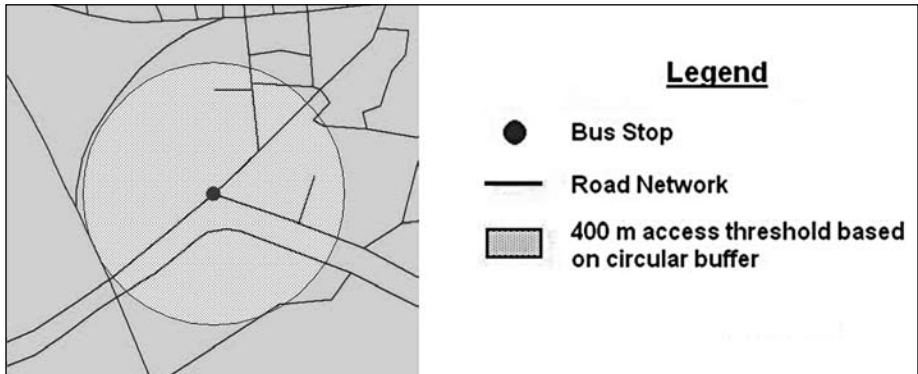 Legend
Bus Stop
Road Network
400 m access threshold based
on circular buffer